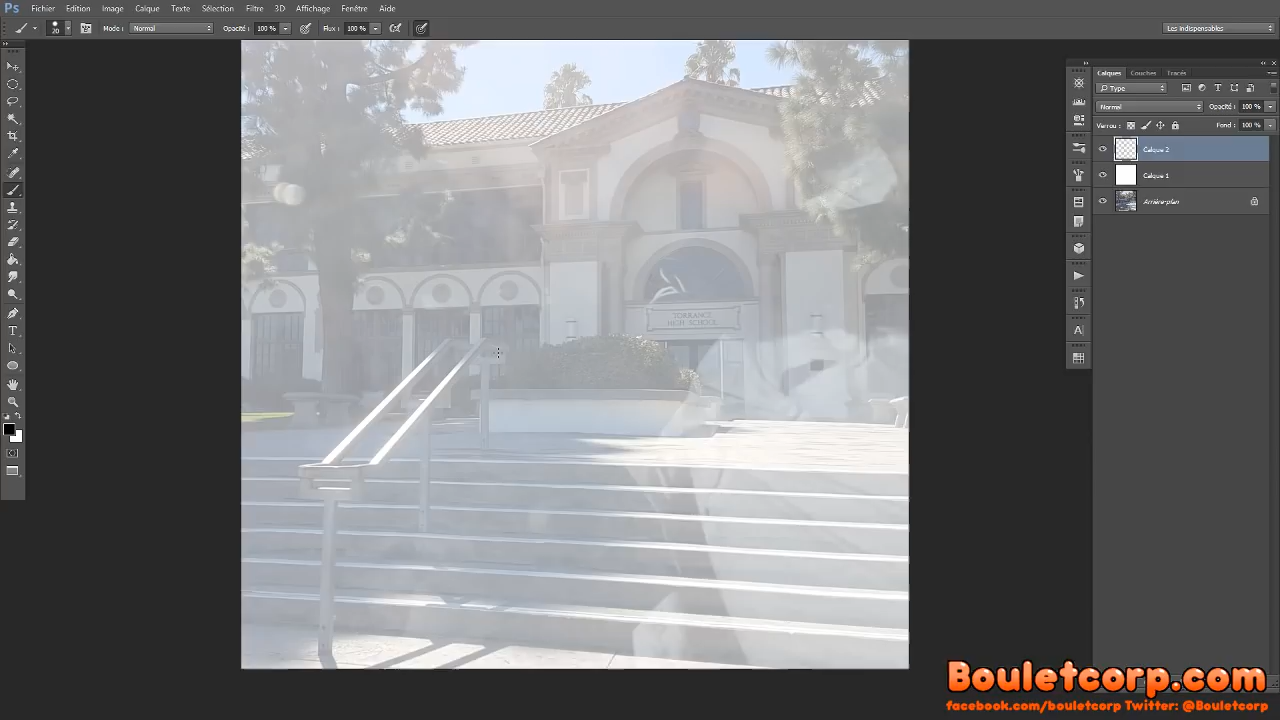 Ps Fichier Edition Image Calque Texte Sélection Filtre 3D Affichage Fenêtre Aide
20 Mode : Normal Opacité : 100 % Flux : 100 % Les indispensables
Calques Couches Tracés
Type
Normal Opacité : 100 %
Verrou : Fond : 100 %
Calque 2
Calque 1
Arrière-plan
TORRANCE
HIGH SCHOOL
Bouletcorp.com
facebook.com/bouletcorp Twitter: @Bouletcorp